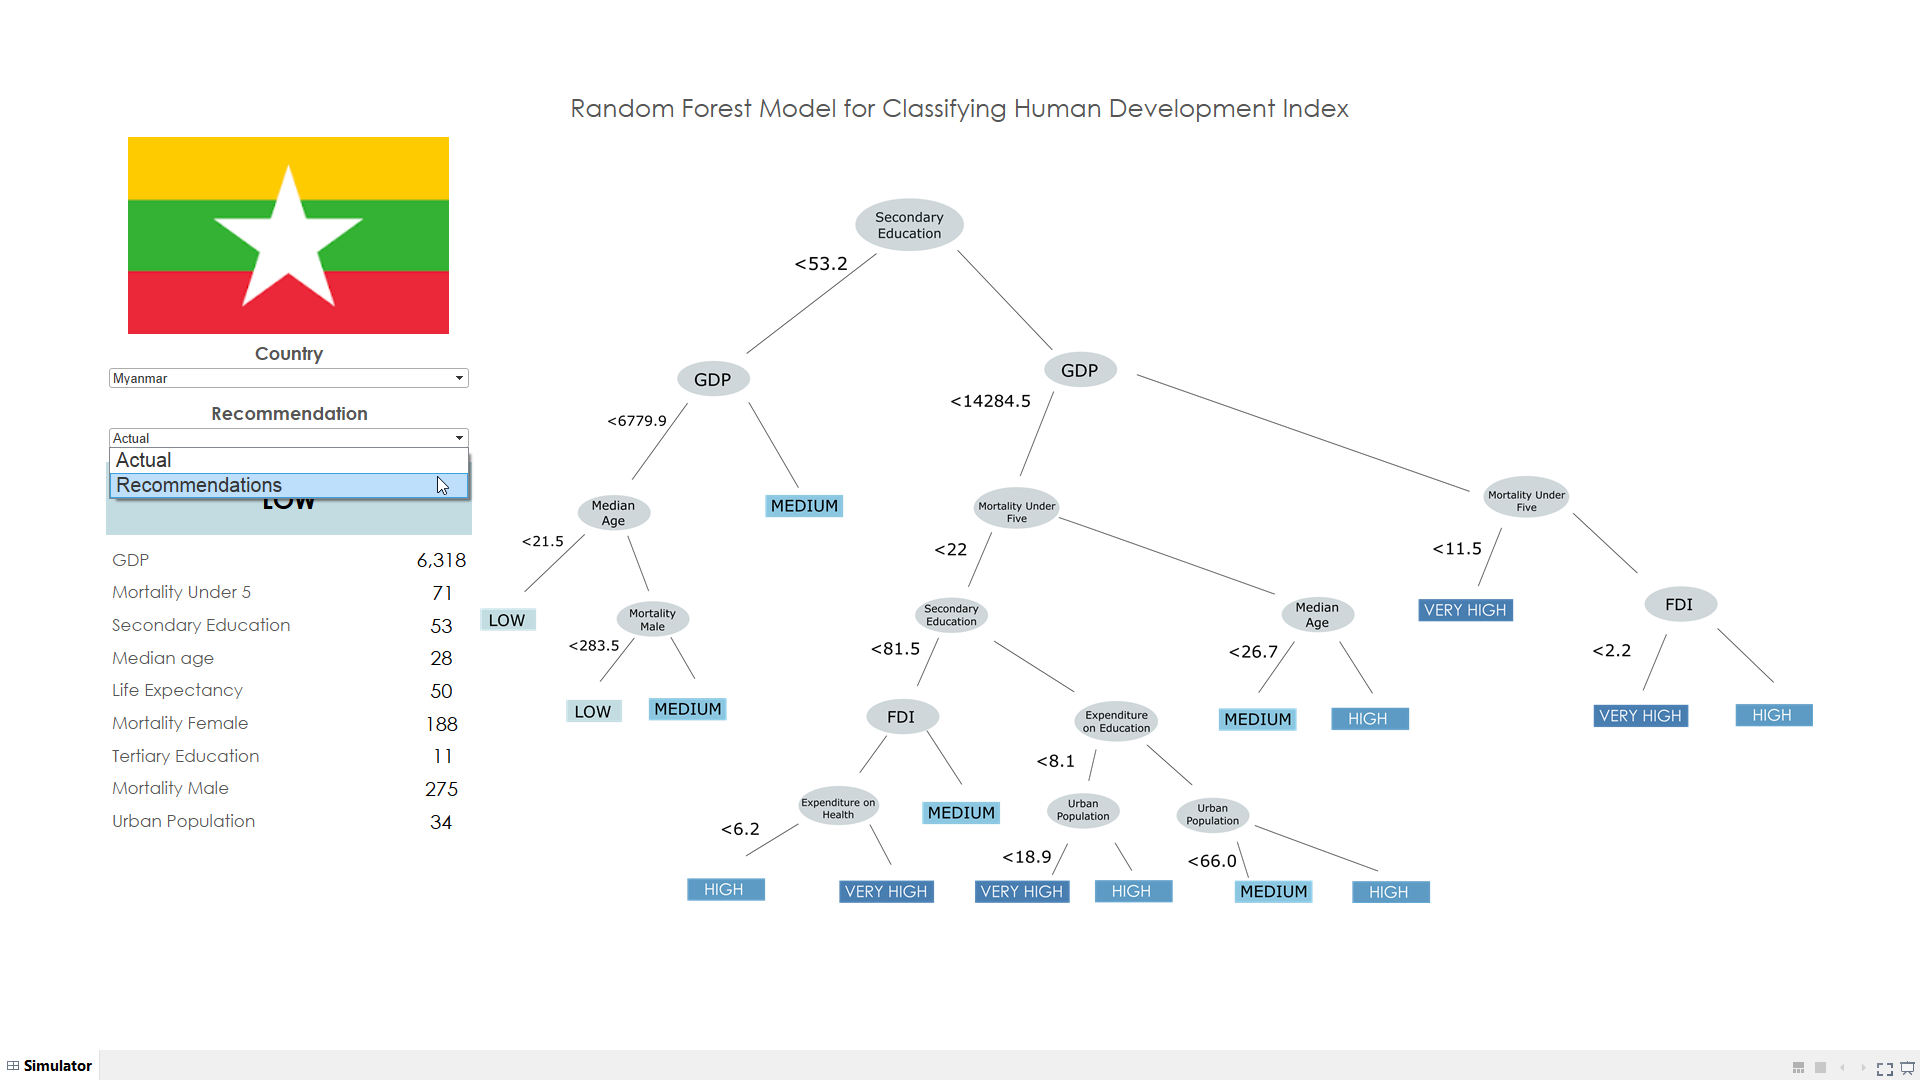 Random Forest Model for Classifying Human Development Index
Country
Myanmar
Recommendation
Actual
Actual
Recommendations
LOW
GDP 6,318
Mortality Under 5 71
Secondary Education 53
Median age 28
Life Expectancy 50
Mortality Female 188
Tertiary Education 11
Mortality Male 275
Urban Population 34
Secondary
Education
<53.2
GDP
GDP
<6779.9
<14284.5
Median
Age
MEDIUM
Mortality Under
Five
Mortality Under
Five
<21.5
<22
<11.5
LOW
Mortality
Male
Secondary
Education
Median
Age
VERY HIGH
FDI
<283.5
<81.5
<26.7
<2.2
LOW
MEDIUM
FDI
Expenditure
on Education
MEDIUM
HIGH
VERY HIGH
HIGH
<8.1
Expenditure on
Health
MEDIUM
Urban
Population
Urban
Population
<6.2
<18.9
<66.0
HIGH
VERY HIGH
VERY HIGH
HIGH
MEDIUM
HIGH
Simulator